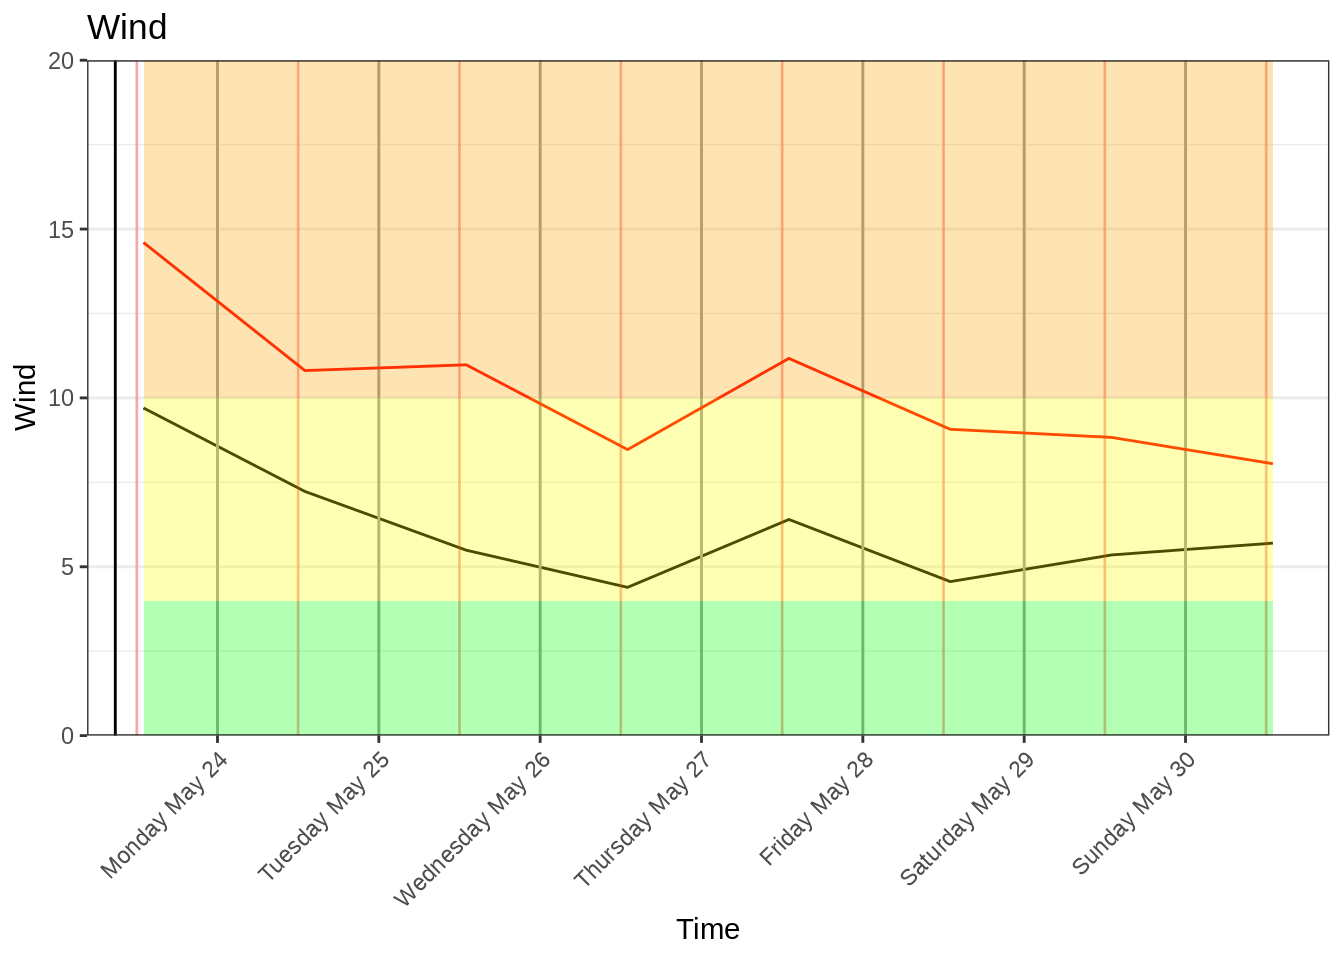 Wind
20
15
10
5
0
Wind
Monday May 24
Tuesday May 25
Wednesday May 26
Thursday May 27
Friday May 28
Saturday May 29
Sunday May 30
Time